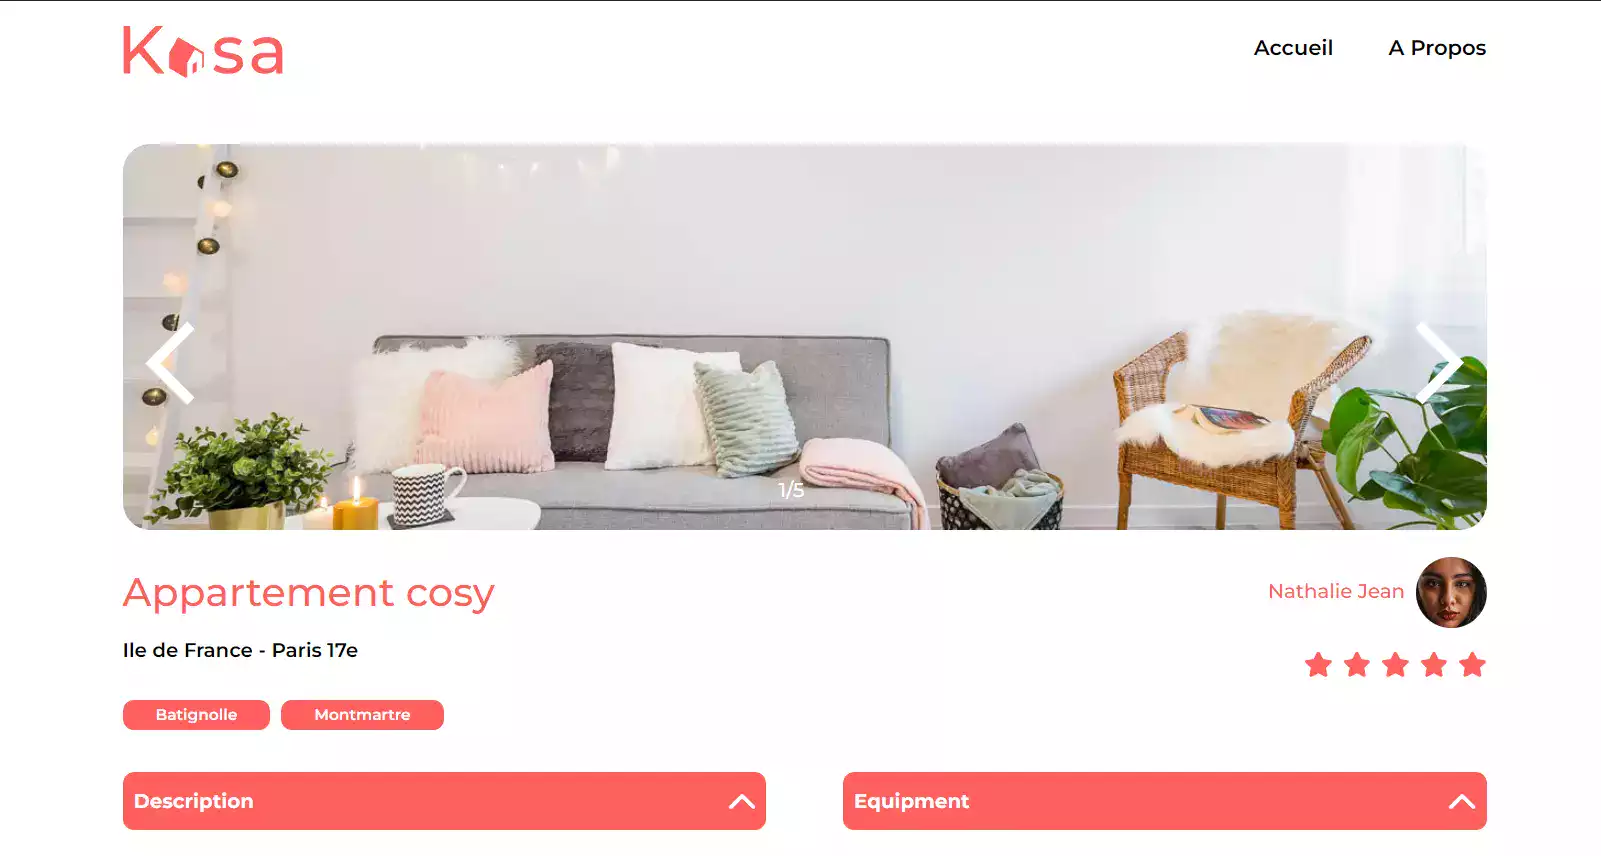 Kasa
Accueil
A Propos
1/5
Appartement cosy
Nathalie Jean
Ile de France - Paris 17e
Batignolle
Montmartre
Description
Equipment